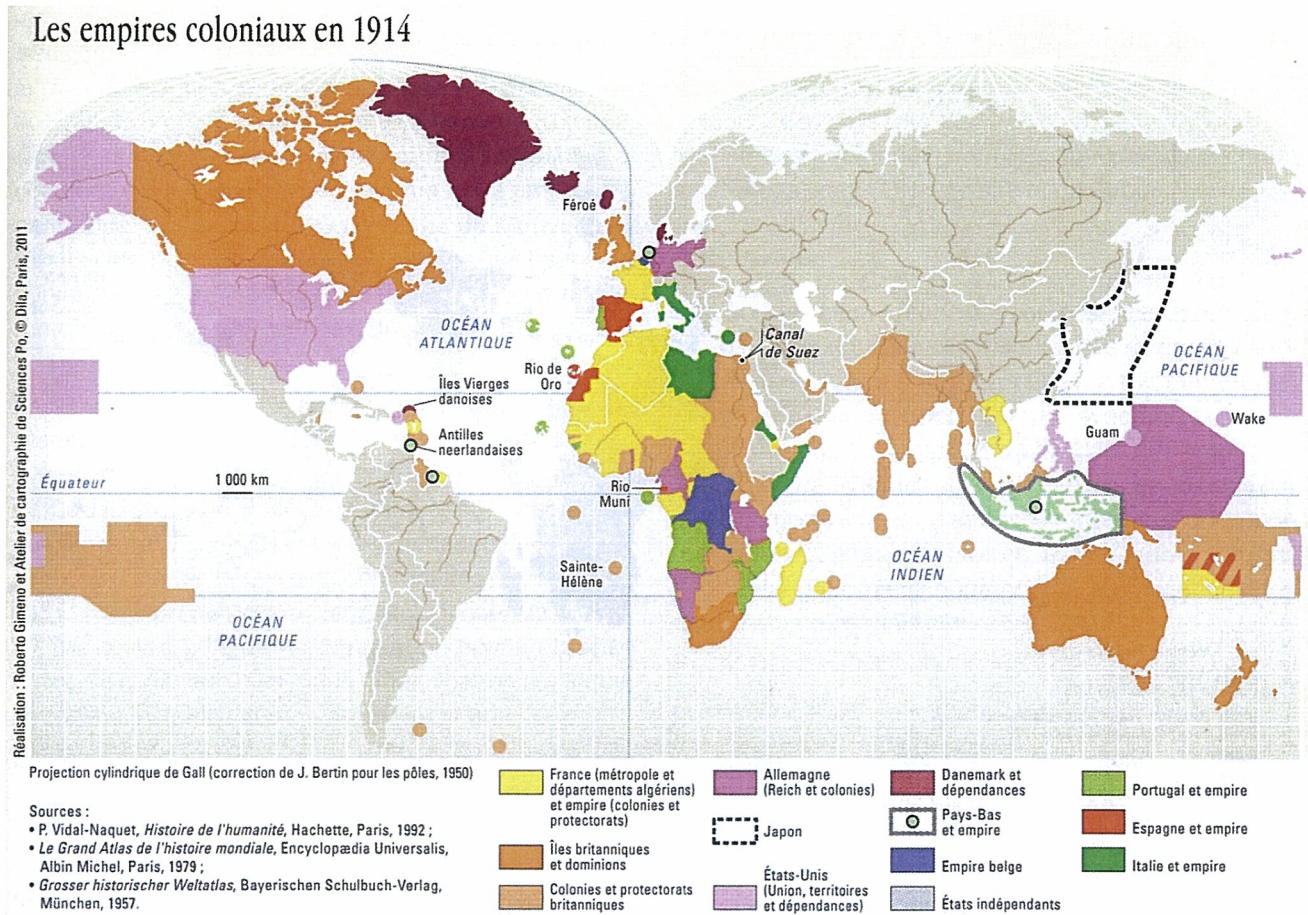 Les empires coloniaux en 1914
Réalisation : Roberto Gimeno et Atelier de cartographie de Sciences Po, © Dila, Paris, 2011
Féroé
OCÉAN
ATLANTIQUE
Canal
de Suez
Rio de
Oro
OCÉAN
PACIFIQUE
Îles Vierges
danoises
Antilles
neerlandaises
Guam
Wake
Équateur
1 000 km
Rio
Muni
Sainte-
Hélène
OCÉAN
INDIEN
OCÉAN
PACIFIQUE
Projection cylindrique de Gall (correction de J. Bertin pour les pôles, 1950)
Sources :
• P. Vidal-Naquet, Histoire de l'humanité, Hachette, Paris, 1992 ;
• Le Grand Atlas de l'histoire mondiale, Encyclopædia Universalis,
Albin Michel, Paris, 1979 ;
• Grosser historischer Weltatlas, Bayerischen Schulbuch-Verlag,
München, 1957.
France (métropole et
départements algériens)
et empire (colonies et
protectorats)
Îles britanniques
et dominions
Colonies et protectorats
britanniques
Allemagne
(Reich et colonies)
Japon
États-Unis
(Union, territoires
et dépendances)
Danemark et
dépendances
Pays-Bas
et empire
Empire belge
États indépendants
Portugal et empire
Espagne et empire
Italie et empire